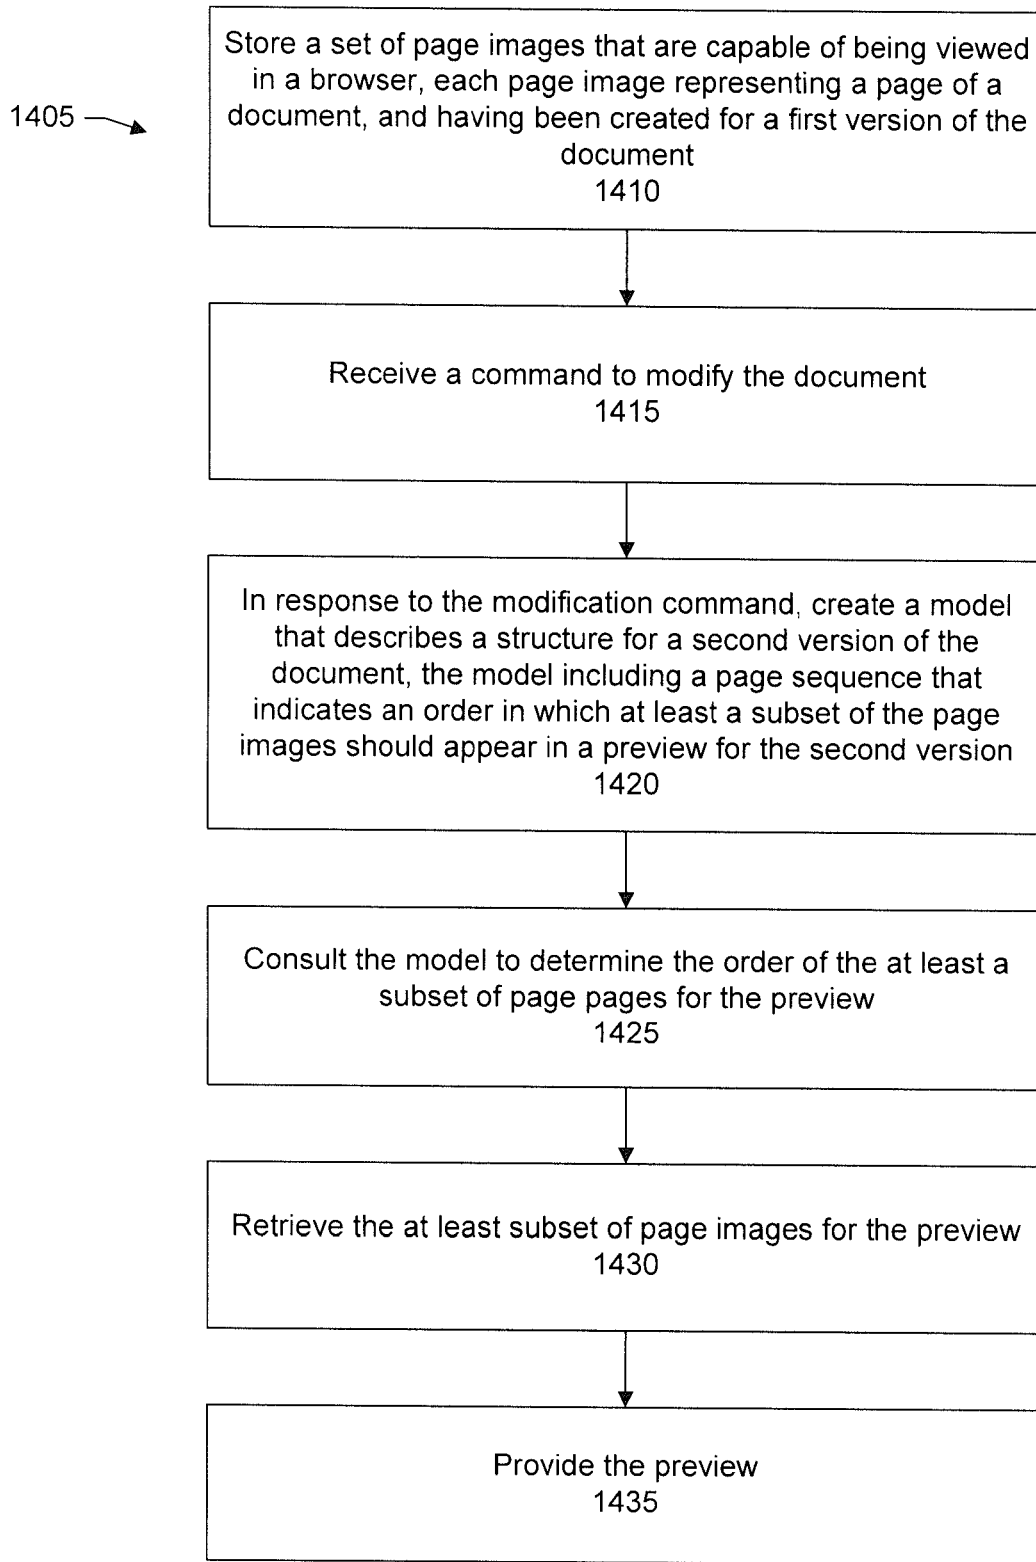 Store a set of page images that are capable of being viewed
in a browser, each page image representing a page of a
1405
document, and having been created for a first version of the
document
1410
Receive a command to modify the document
1415
In response to the modification command, create a model
that describes a structure for a second version of the
document, the model including a page sequence that
indicates an order in which at least a subset of the page
images should appear in a preview for the second version
1420
Consult the model to determine the order of the at least a
subset of page pages for the preview
1425
Retrieve the at least subset of page images for the preview
1430
Provide the preview
1435